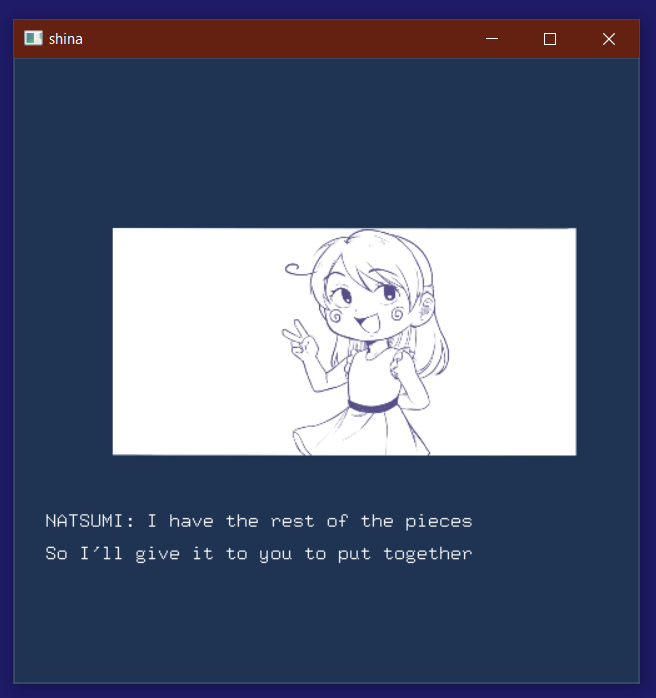 shina
NATSUMI: I have the rest of the pieces
So I'll give it to you to put together